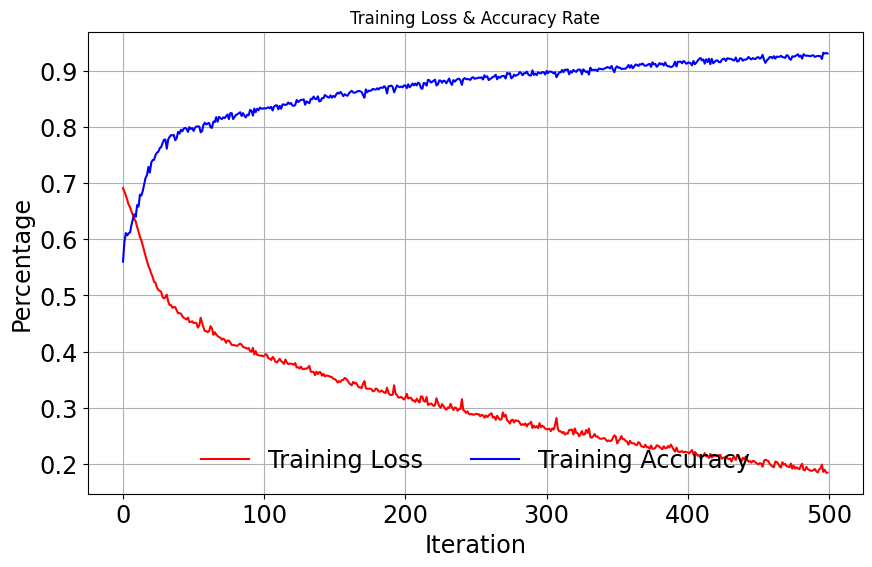 Training Loss & Accuracy Rate
0.9
0.8
0.7
0.6
0.5
0.4
0.3
0.2
Percentage
Training Loss Training Accuracy
0 100 200 300 400 500
Iteration